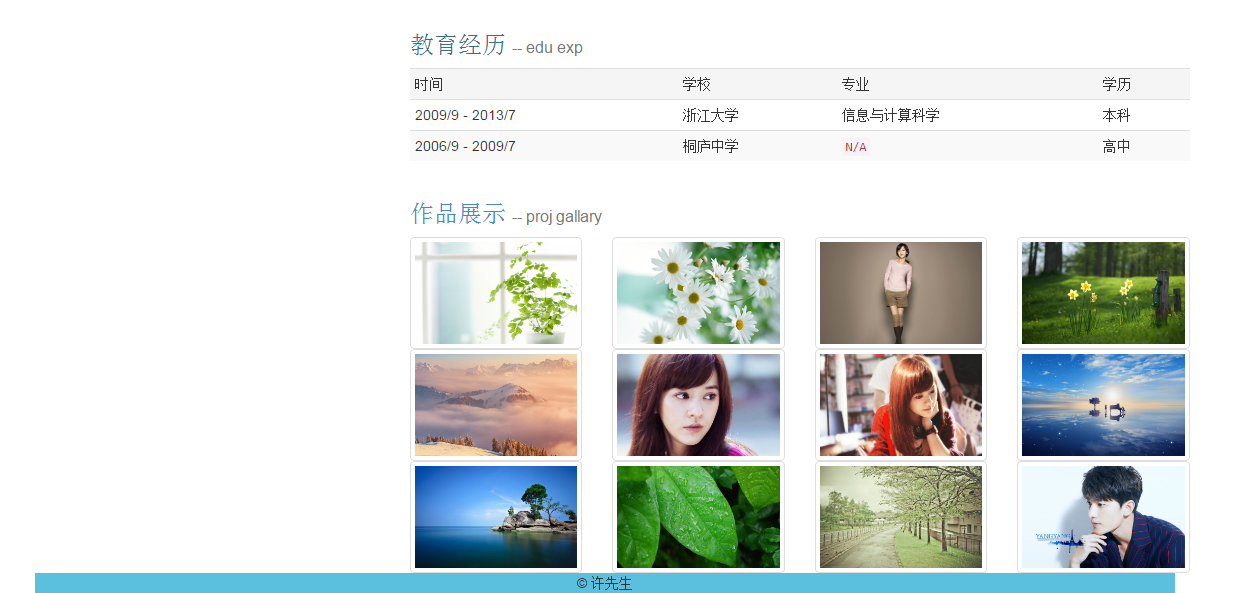 教育经历 -- edu exp
时间 学校 专业 学历
2009/9 - 2013/7 浙江大学 信息与计算科学 本科
2006/9 - 2009/7 桐庐中学 N/A 高中
作品展示 -- proj gallary
YANGYANG
© 许先生